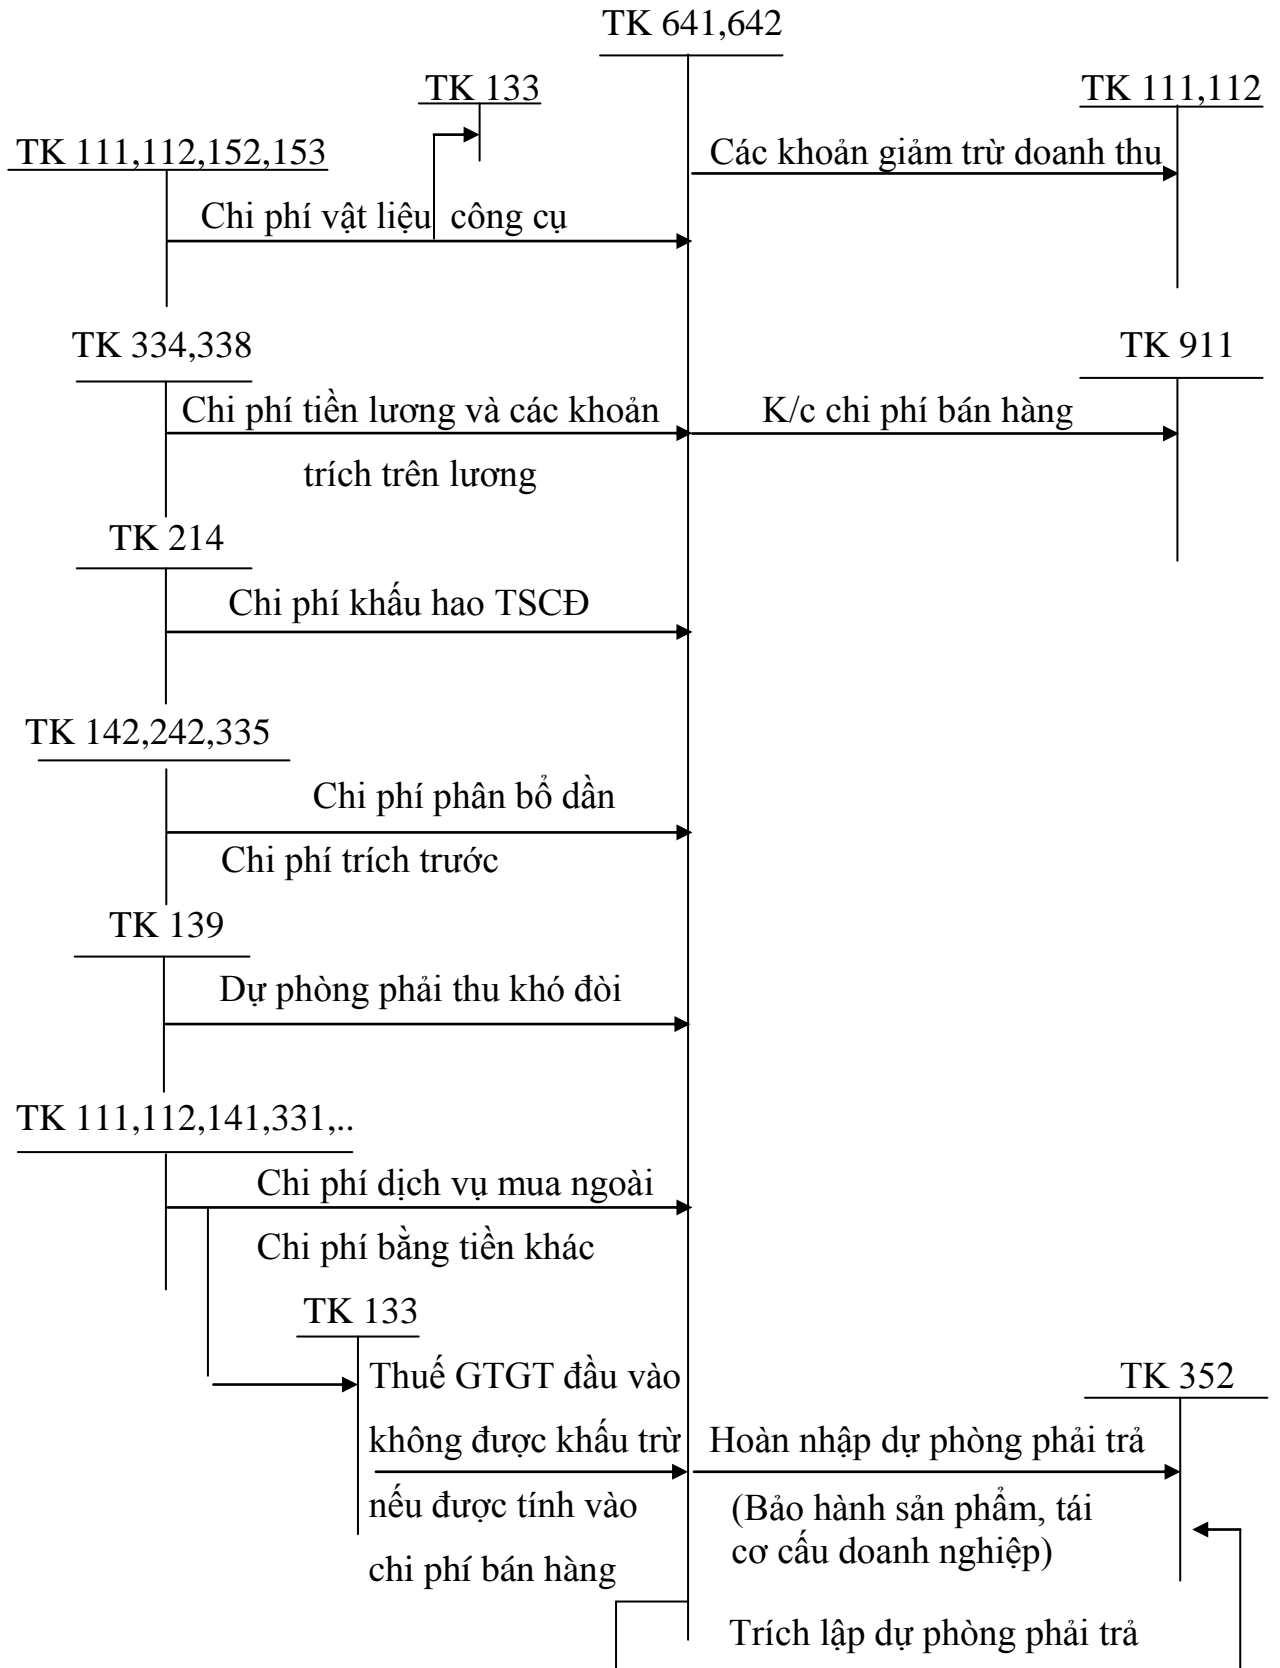 TK 641,642
TK 133
TK 111,112
TK 111,112,152,153
Các khoản giảm trừ doanh thu
Chi phí vật liệu công cụ
TK 334,338
TK 911
Chi phí tiền lương và các khoản
K/c chi phí bán hàng
trích trên lương
TK 214
Chi phí khấu hao TSCĐ
TK 142,242,335
Chi phí phân bổ dần
Chi phí trích trước
TK 139
Dự phòng phải thu khó đòi
TK 111,112,141,331,..
Chi phí dịch vụ mua ngoài
Chi phí bằng tiền khác
TK 133
Thuế GTGT đầu vào
TK 352
không được khấu trừ
Hoàn nhập dự phòng phải trả
nếu được tính vào
(Bảo hành sản phẩm, tái
cơ cấu doanh nghiệp)
chi phí bán hàng
Trích lập dự phòng phải trả